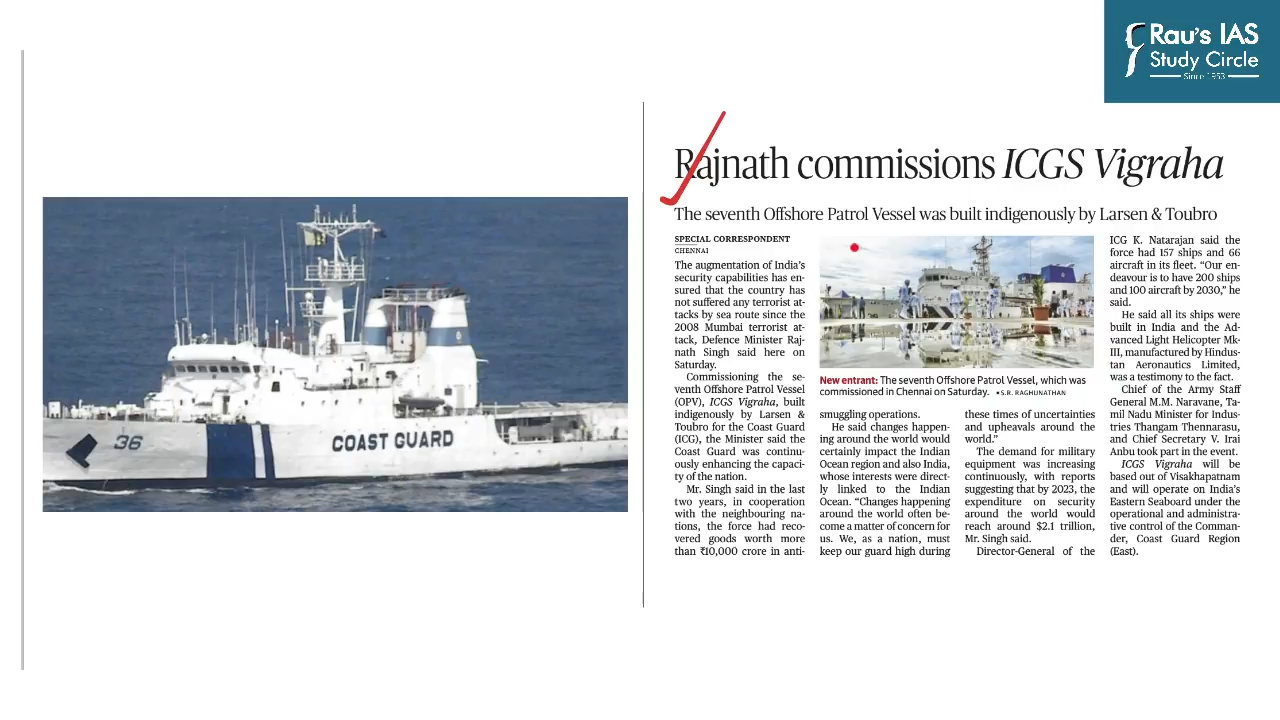 Rau's IAS
Study Circle
Since 1953
Rajnath commissions ICGS Vigraha
The seventh Offshore Patrol Vessel was built indigenously by Larsen & Toubro
36
COAST GUARD
SPECIAL CORRESPONDENT
CHENNAI
The augmentation of India's
security capabilities has en-
sured that the country has
not suffered any terrorist at-
tacks by sea route since the
2008 Mumbai terrorist at-
tack, Defence Minister Raj-
nath Singh said here on
Saturday.
Commissioning the se-
venth Offshore Patrol Vessel
(OPV), ICGS Vigraha, built
indigenously by Larsen &
Toubro for the Coast Guard
(ICG), the Minister said the
Coast Guard was continu-
ously enhancing the capaci-
ty of the nation.
Mr. Singh said in the last
two years, in cooperation
with the neighbouring na-
tions, the force had reco-
vered goods worth more
than ₹10,000 crore in anti-
New entrant: The seventh Offshore Patrol Vessel, which was
commissioned in Chennai on Saturday. •S.R. RAGHUNATHAN
smuggling operations.
He said changes happen-
ing around the world would
certainly impact the Indian
Ocean region and also India,
whose interests were direct-
ly linked to the Indian
Ocean. “Changes happening
around the world often be-
come a matter of concern for
us. We, as a nation, must
keep our guard high during
these times of uncertainties
and upheavals around the
world.”
The demand for military
equipment was increasing
continuously, with reports
suggesting that by 2023, the
expenditure on security
around the world would
reach around $2.1 trillion,
Mr. Singh said.
Director-General of the
ICG K. Natarajan said the
force had 157 ships and 66
aircraft in its fleet. “Our en-
deavour is to have 200 ships
and 100 aircraft by 2030,” he
said.
He said all its ships were
built in India and the Ad-
vanced Light Helicopter Mk-
III, manufactured by Hindus-
tan Aeronautics Limited,
was a testimony to the fact.
Chief of the Army Staff
General M.M. Naravane, Ta-
mil Nadu Minister for Indus-
tries Thangam Thennarasu,
and Chief Secretary V. Irai
Anbu took part in the event.
ICGS Vigraha will be
based out of Visakhapatnam
and will operate on India's
Eastern Seaboard under the
operational and administra-
tive control of the Comman-
der, Coast Guard Region
(East).